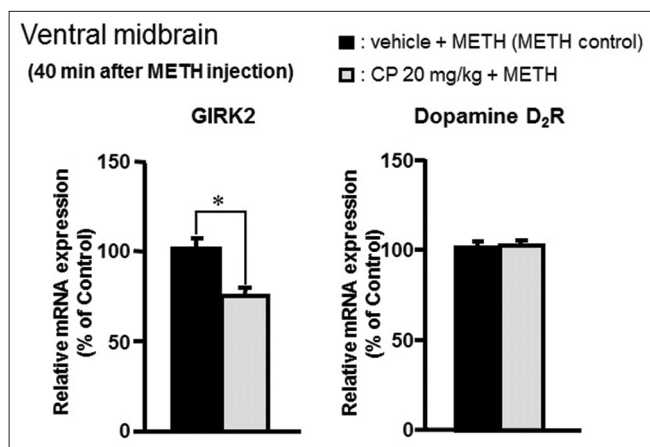 Ventral midbrain
(40 min after METH injection)
■ : vehicle + METH (METH control)
: CP 20 mg/kg + METH
GIRK2
Relative mRNA expression
(% of Control)
150
100
50
0
*
Dopamine D₂R
Relative mRNA expression
(% of Control)
150
100
50
0